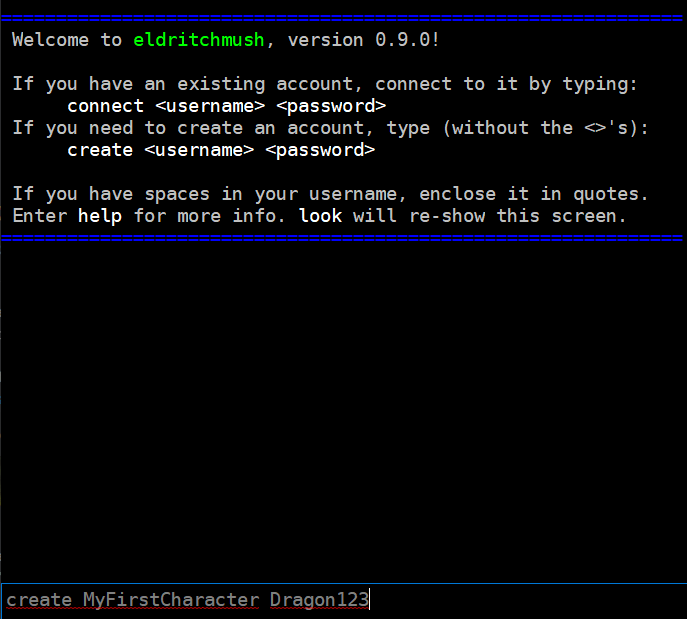 ==============================================================
Welcome to eldritchmush, version 0.9.0!
If you have an existing account, connect to it by typing:
connect <username> <password>
If you need to create an account, type (without the <>'s):
create <username> <password>
If you have spaces in your username, enclose it in quotes.
Enter help for more info. look will re-show this screen.
==============================================================
create MyFirstCharacter Dragon123